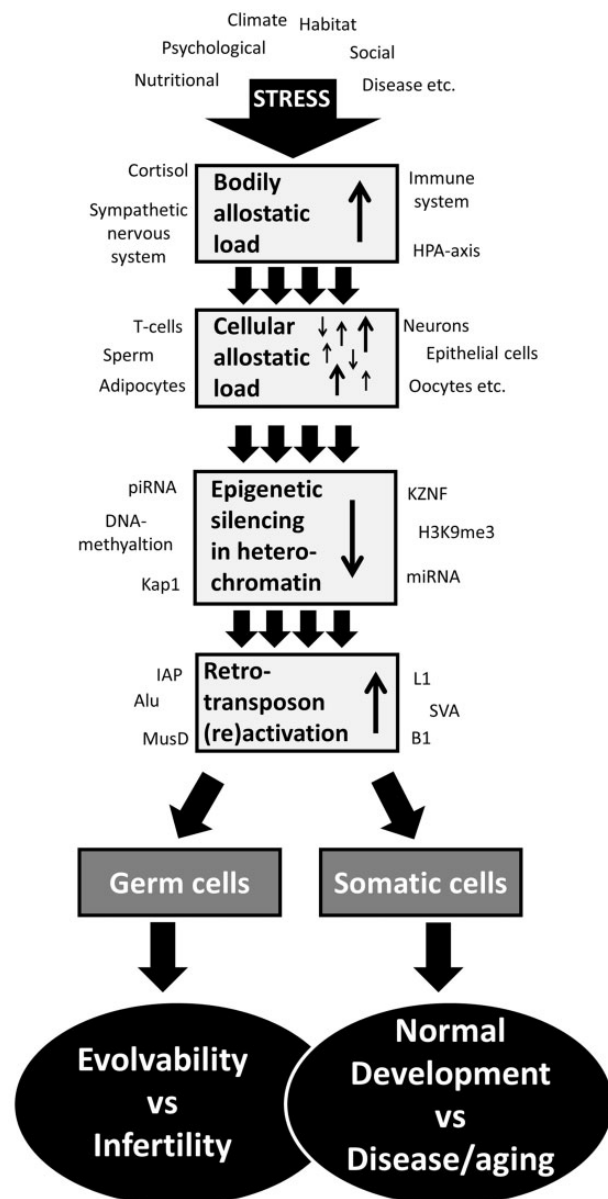 Climate
Habitat
Psychological
Social
Nutritional
Disease etc.
STRESS
Cortisol
Sympathetic
nervous
system
Bodily
allostatic
load
Immune
system
HPA-axis
T-cells
Sperm
Adipocytes
Cellular
allostatic
load
Neurons
Epithelial cells
Oocytes etc.
piRNA
DNA-
methyaltion
Kap1
Epigenetic
silencing
in hetero-
chromatin
KZNF
H3K9me3
miRNA
IAP
Alu
MusD
Retro-
transposon
(re)activation
L1
SVA
B1
Germ cells
Somatic cells
Evolvability
vs
Infertility
Normal
Development
vs
Disease/aging